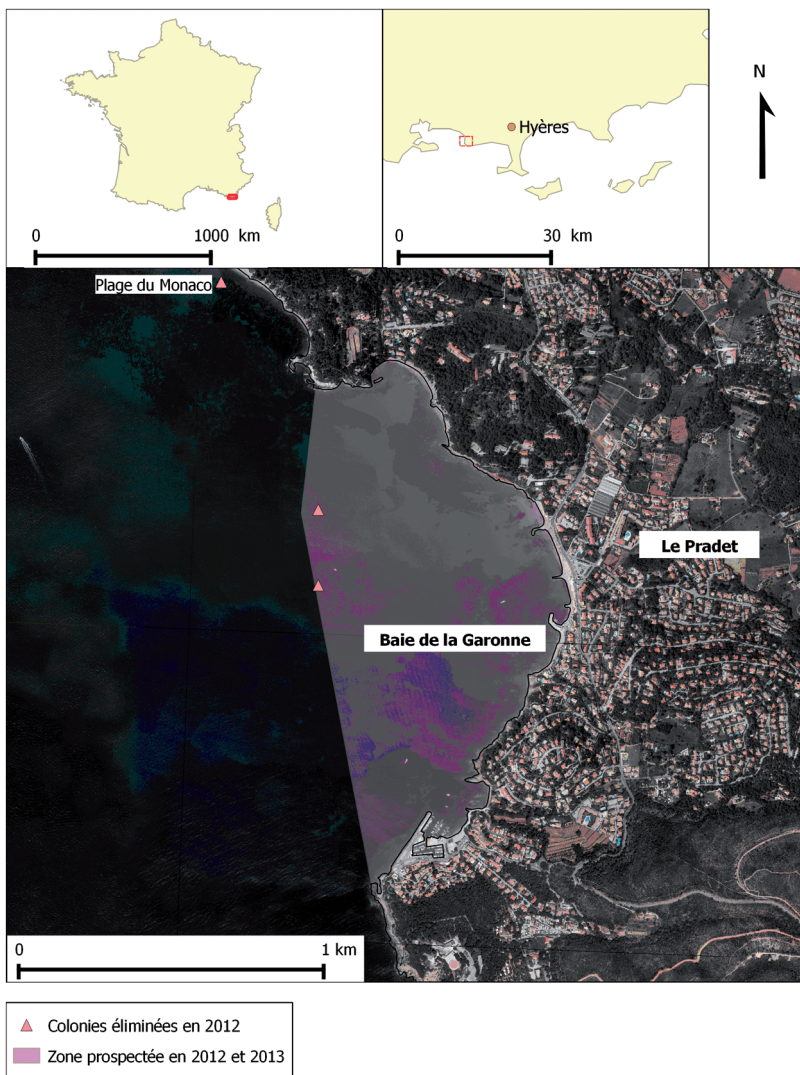 N
Hyères
0 1000 km
0 30 km
Plage du Monaco
Le Pradet
Baie de la Garonne
0 1 km
Colonies éliminées en 2012
Zone prospectée en 2012 et 2013